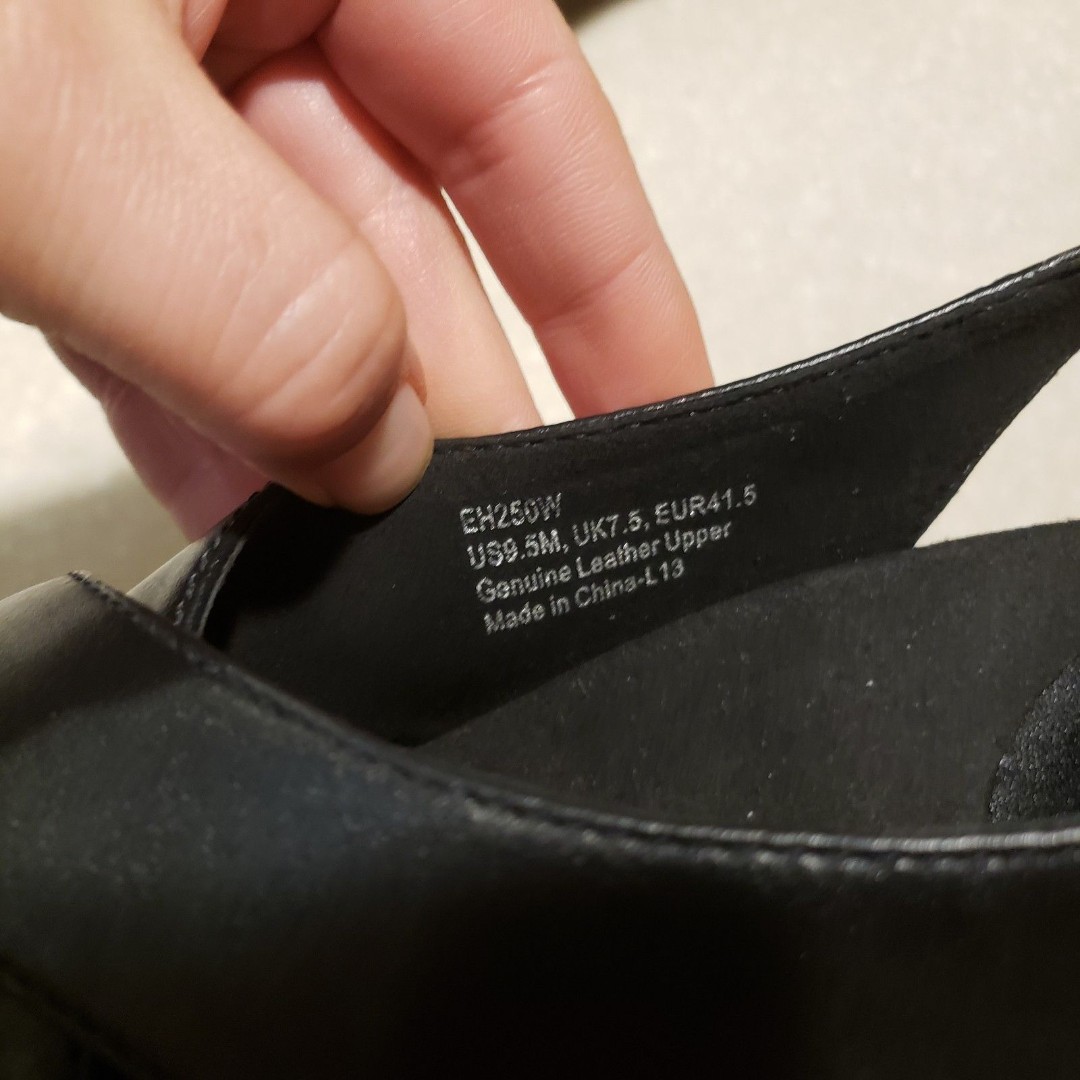 EH250W
US9.5M, UK7.5, EUR41.5
Genuine Leather Upper
Made in China-L13